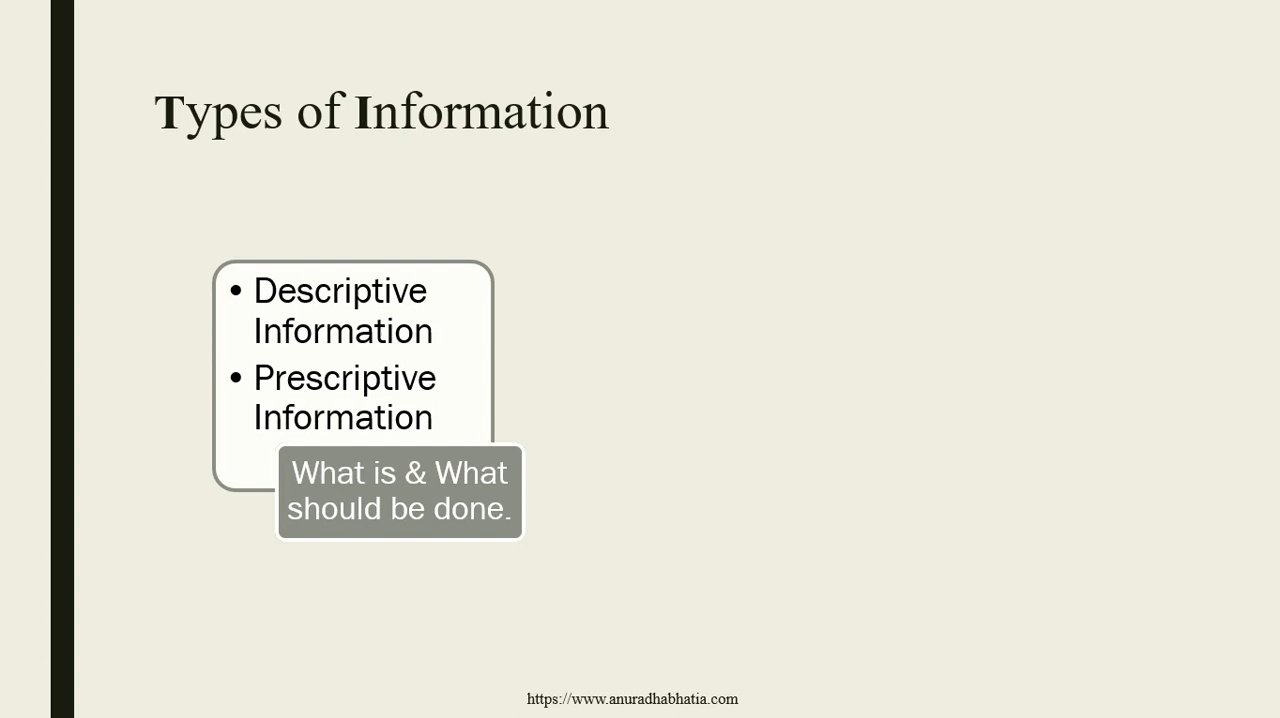 Types of Information
• Descriptive
Information
• Prescriptive
Information
What is & What
should be done.
https://www.anuradhabhatia.com